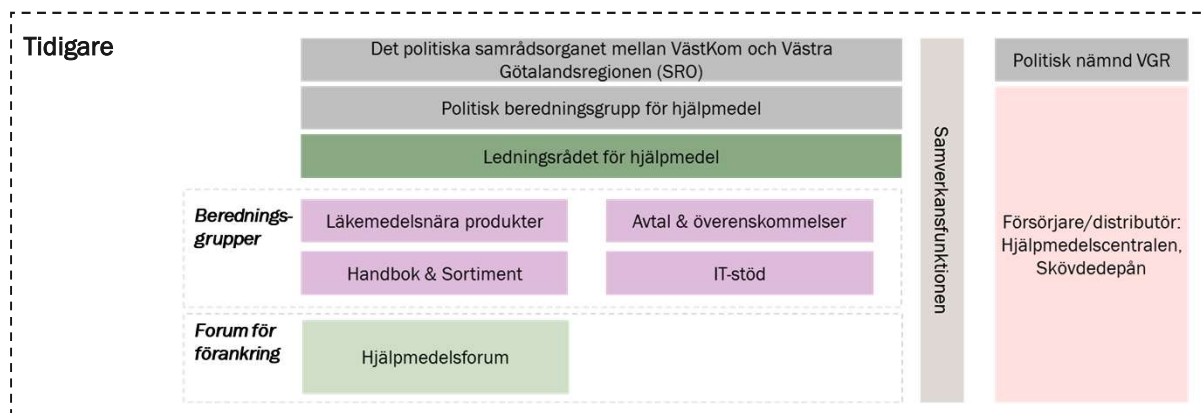 Tidigare
Det politiska samrådsorganet mellan VästKom och Västra
Götalandsregionen (SRO)
Politisk beredningsgrupp för hjälpmedel
Ledningsrådet för hjälpmedel
Berednings-
grupper
Läkemedelsnära produkter
Avtal & överenskommelser
Handbok & Sortiment
IT-stöd
Forum för
förankring
Hjälpmedelsforum
Samverkansfunktionen
Politisk nämnd VGR
Försörjare/distributör:
Hjälpmedelscentralen,
Skövdedepån